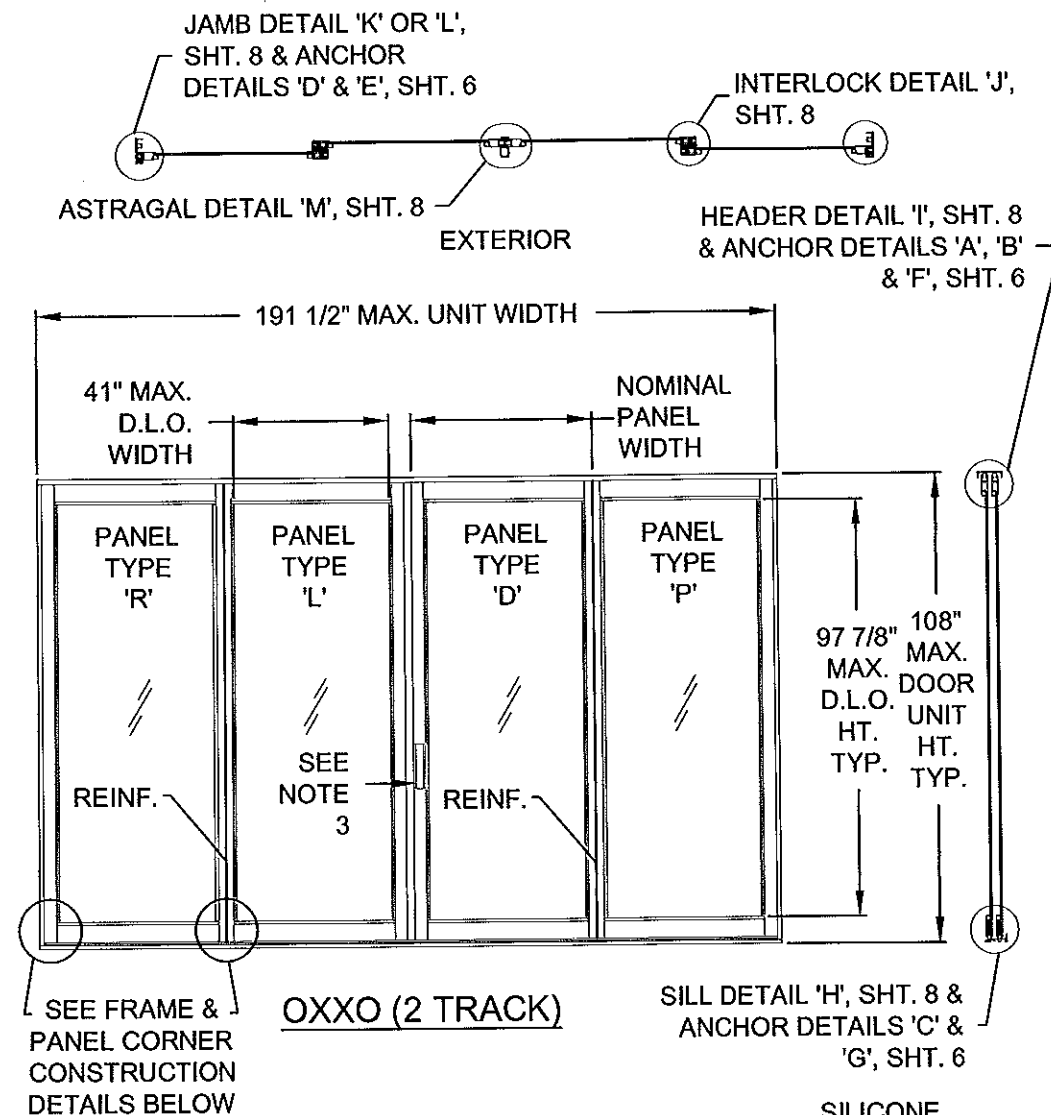 JAMB DETAIL 'K' OR 'L',
SHT. 8 & ANCHOR
DETAILS 'D' & 'E', SHT. 6
INTERLOCK DETAIL 'J',
SHT. 8
ASTRAGAL DETAIL 'M', SHT. 8
EXTERIOR
HEADER DETAIL 'I', SHT. 8
& ANCHOR DETAILS 'A', 'B'
& 'F', SHT. 6
191 1/2" MAX. UNIT WIDTH
41" MAX.
D.L.O.
WIDTH
NOMINAL
PANEL
WIDTH
PANEL
TYPE
'R'
PANEL
TYPE
'L'
PANEL
TYPE
'D'
PANEL
TYPE
'P'
97 7/8"
MAX.
D.L.O.
HT.
TYP.
108"
MAX.
DOOR
UNIT
HT.
TYP.
REINF.
SEE
NOTE
3
REINF.
SEE FRAME &
PANEL CORNER
CONSTRUCTION
DETAILS BELOW
OXXO (2 TRACK)
SILL DETAIL 'H', SHT. 8 &
ANCHOR DETAILS 'C' &
'G', SHT. 6
SILICONE